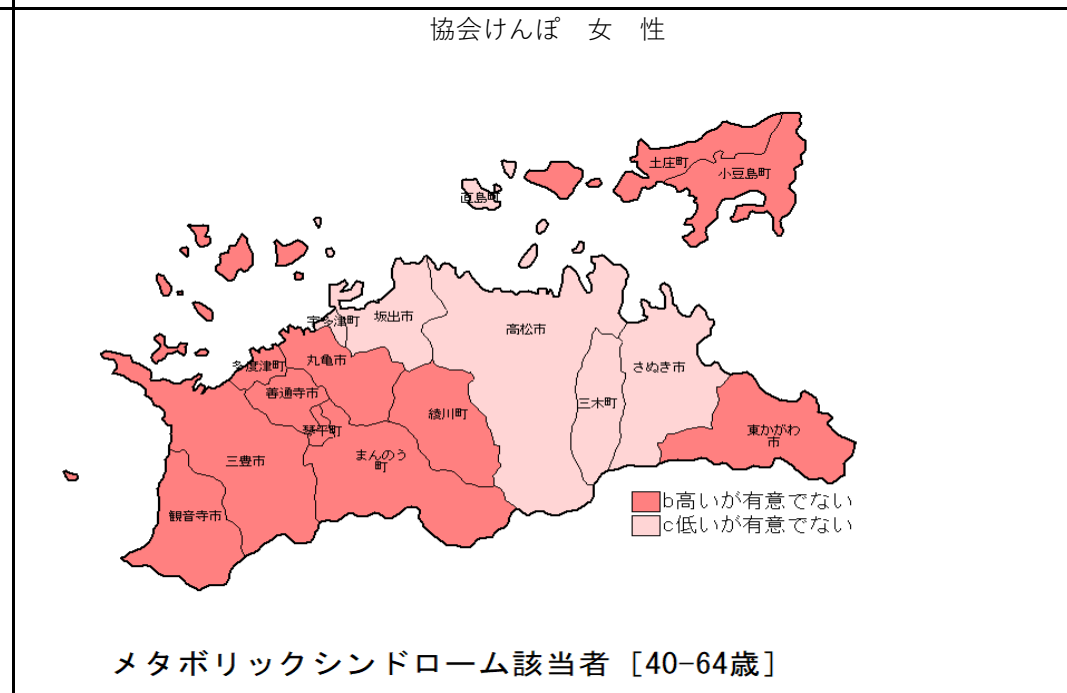 協会けんぽ 女 性
土庄町
小豆島町
直島町
宇多津町
坂出市
高松市
多度津町
丸亀市
さぬき市
善通寺市
三木町
綾川町
琴平町
東かがわ
市
まんのう
町
三豊市
観音寺市
b高いが有意でない
c低いが有意でない
メタボリックシンドローム該当者［40-64歳］